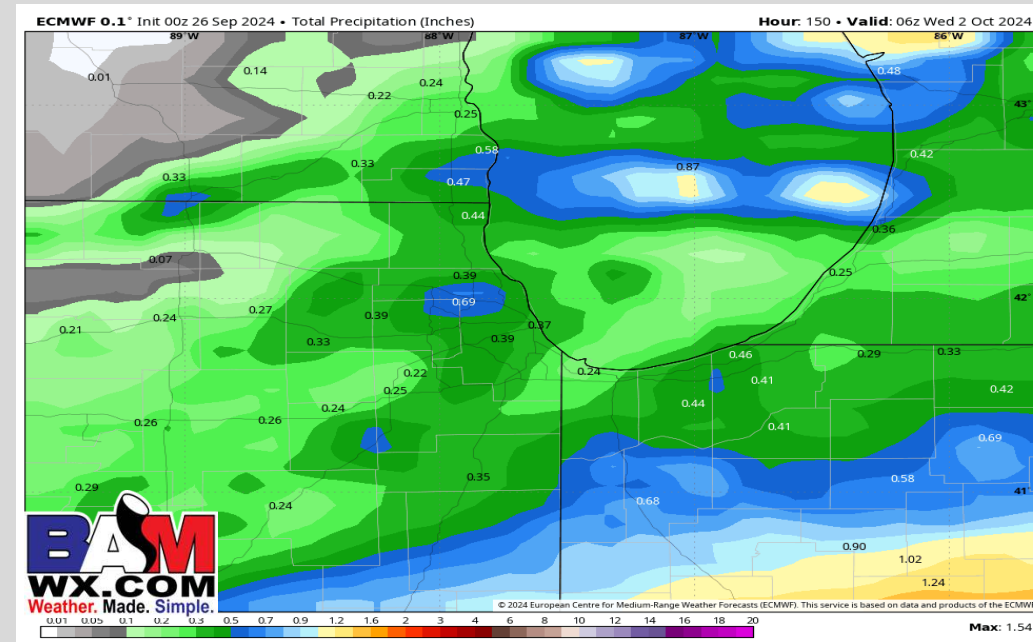 ECMWF 0.1° Init 00z 26 Sep 2024 • Total Precipitation (Inches) Hour: 150 • Valid: 06z Wed 2 Oct 2024
89°W 88°W 87°W 86°W
0.01 0.14 0.24 0.48
0.22 43°
0.25
0.58 0.42
0.33 0.33 0.47 0.87
0.44 0.36
0.07 0.39 0.25
0.69 42°
0.21 0.24 0.27 0.39 0.37
0.33 0.39 0.46 0.29 0.33
0.22 0.24 0.41
0.25 0.42
0.24 0.44
0.26 0.26 0.41
0.69
0.29 0.35 0.58 41°
0.24 0.68
BAM
WX.COM
Weather. Made. Simple.
0.90
1.02
1.24
© 2024 European Centre for Medium-Range Weather Forecasts (ECMWF). This service is based on data and products of the ECMWF
0.01 0.05 0.1 0.2 0.3 0.5 0.7 0.9 1.2 1.6 2 3 4 6 8 10 12 14 16 18 20
Max: 1.54